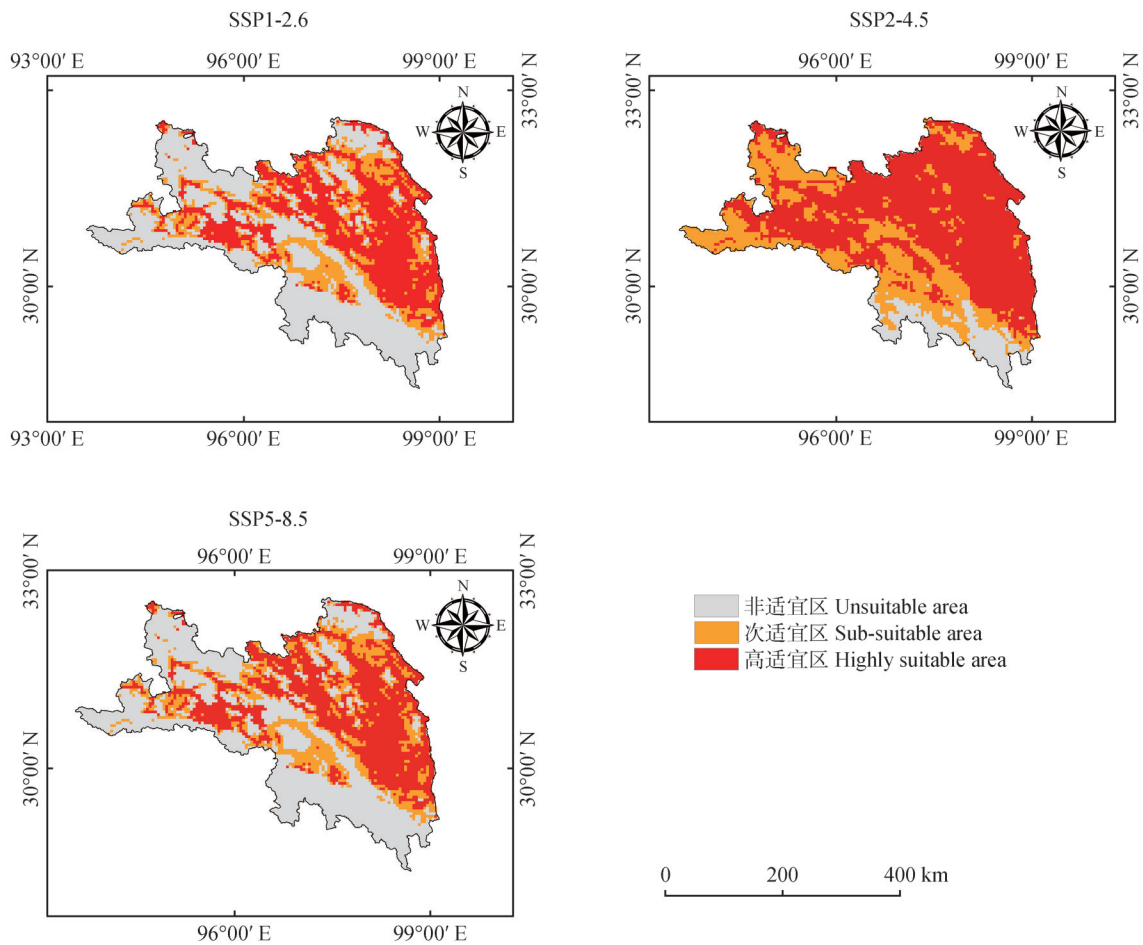 SSP1-2.6
93°00′ E 96°00′ E 99°00′ E
33°00′ N
N
W E
S
30°00′ N 30°00′ N
93°00′ E 96°00′ E 99°00′ E
SSP2-4.5
96°00′ E 99°00′ E
33°00′ N
N
W E
S
30°00′ N 30°00′ N
96°00′ E 99°00′ E
SSP5-8.5
96°00′ E 99°00′ E
33°00′ N 33°00′ N
N
W E
S
30°00′ N 30°00′ N
96°00′ E 99°00′ E
非适宜区 Unsuitable area
次适宜区 Sub-suitable area
高适宜区 Highly suitable area
0 200 400 km